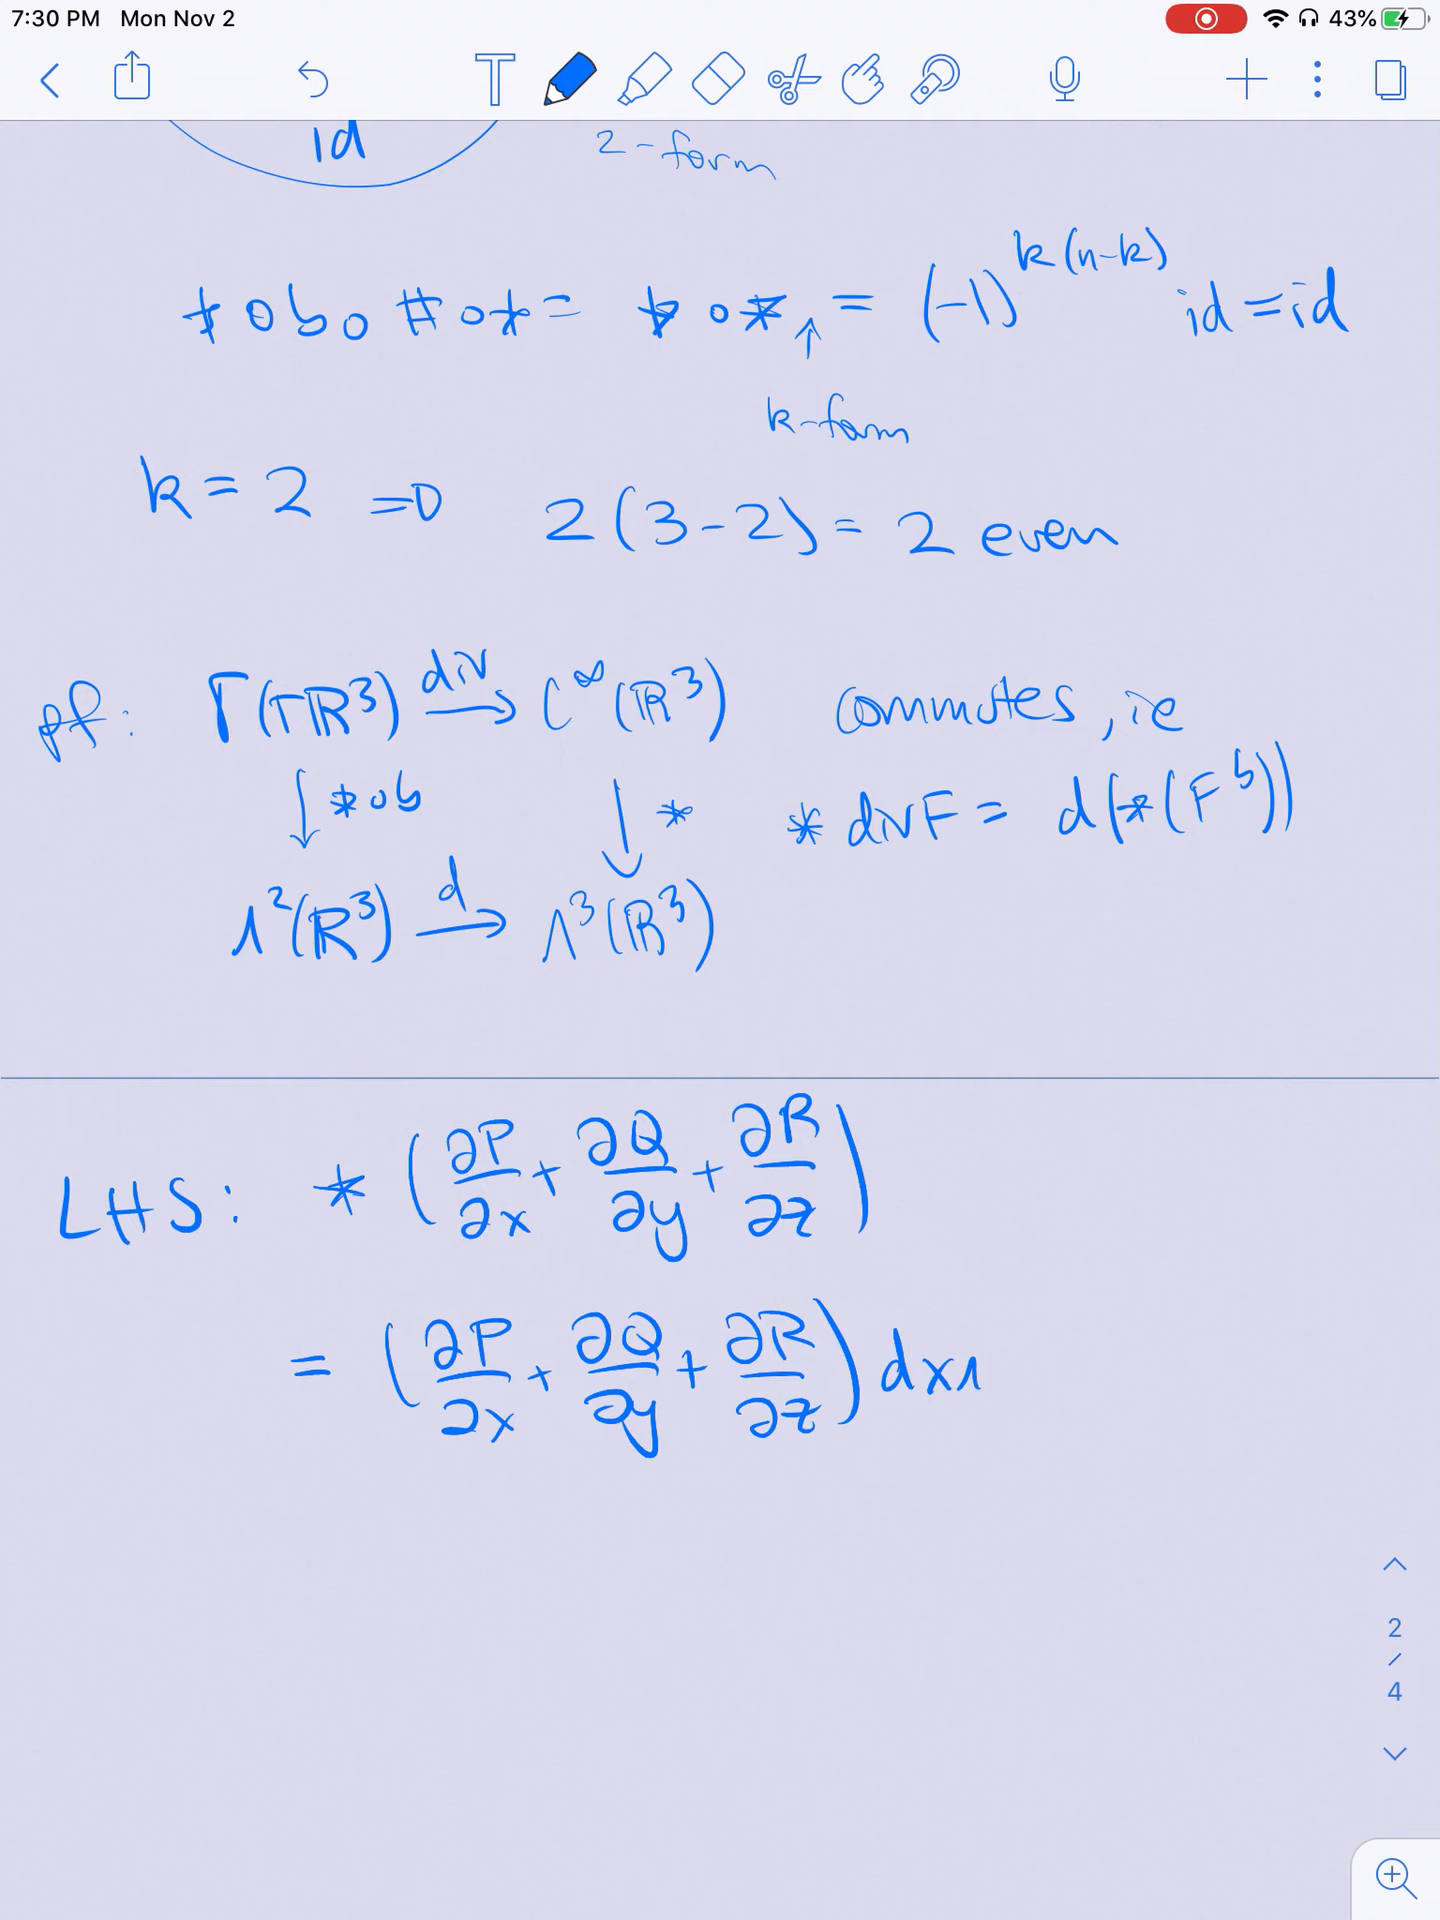 7:30 PM Mon Nov 2 43%
T
id 2-form
* ∘ ♭ ∘ # ∘ * = * ∘ * ↑ = (-1)^{k(n-k)} id = id
k-form
k = 2 ⇒ 2(3-2) = 2 even
pf: Γ(Tℝ³) →^{div} C^∞(ℝ³) commutes, ie
↓ * ∘ ♭ ↓ * * div F = d(*(F^♭))
Λ²(ℝ³) →^{d} Λ³(ℝ³)
LHS: * (∂P/∂x + ∂Q/∂y + ∂R/∂z)
= (∂P/∂x + ∂Q/∂y + ∂R/∂z) dx∧
2
/
4